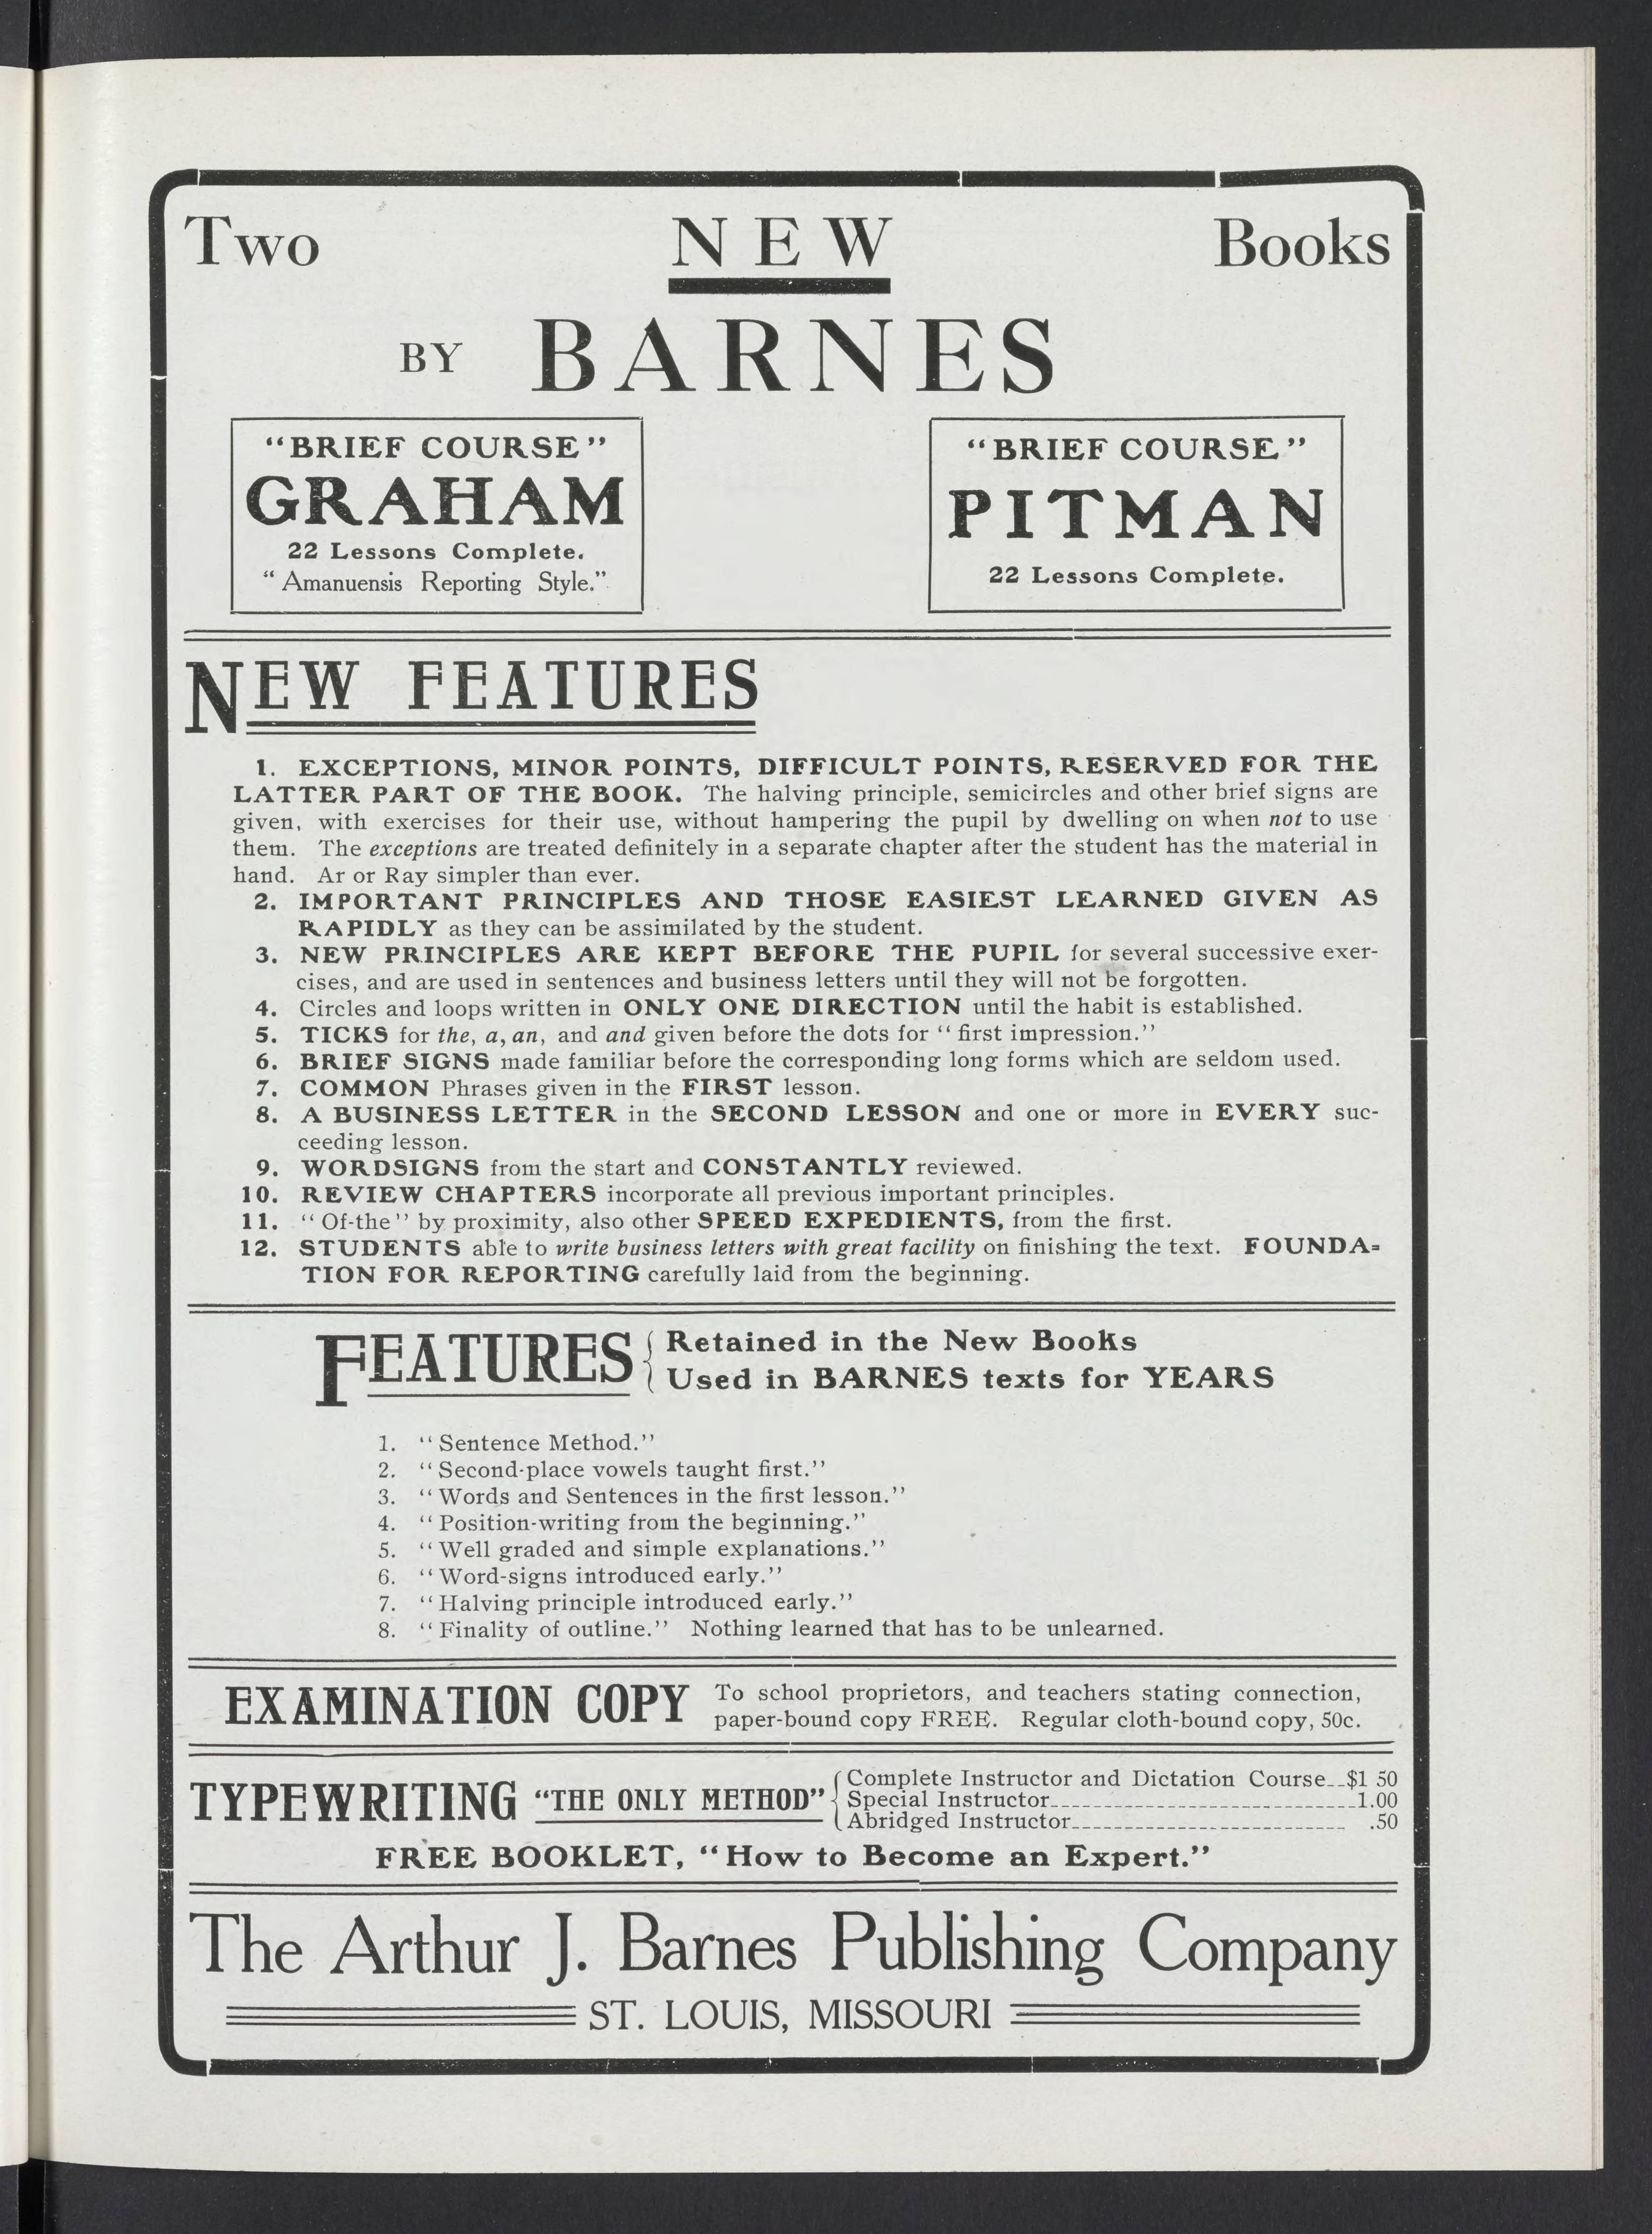 Two NEW Books
BY BARNES
“BRIEF COURSE”
GRAHAM
22 Lessons Complete.
“Amanuensis Reporting Style.”
“BRIEF COURSE”
PITMAN
22 Lessons Complete.
NEW FEATURES
1. EXCEPTIONS, MINOR POINTS, DIFFICULT POINTS, RESERVED FOR THE
LATTER PART OF THE BOOK. The halving principle, semicircles and other brief signs are
given, with exercises for their use, without hampering the pupil by dwelling on when not to use
them. The exceptions are treated definitely in a separate chapter after the student has the material in
hand. Ar or Ray simpler than ever.
2. IMPORTANT PRINCIPLES AND THOSE EASIEST LEARNED GIVEN AS
RAPIDLY as they can be assimilated by the student.
3. NEW PRINCIPLES ARE KEPT BEFORE THE PUPIL for several successive exer-
cises, and are used in sentences and business letters until they will not be forgotten.
4. Circles and loops written in ONLY ONE DIRECTION until the habit is established.
5. TICKS for the, a, an, and and given before the dots for “first impression.”
6. BRIEF SIGNS made familiar before the corresponding long forms which are seldom used.
7. COMMON Phrases given in the FIRST lesson.
8. A BUSINESS LETTER in the SECOND LESSON and one or more in EVERY suc-
ceeding lesson.
9. WORDSIGNS from the start and CONSTANTLY reviewed.
10. REVIEW CHAPTERS incorporate all previous important principles.
11. “Of-the” by proximity, also other SPEED EXPEDIENTS, from the first.
12. STUDENTS able to write business letters with great facility on finishing the text. FOUNDA-
TION FOR REPORTING carefully laid from the beginning.
FEATURES { Retained in the New Books
Used in BARNES texts for YEARS
1. “Sentence Method.”
2. “Second-place vowels taught first.”
3. “Words and Sentences in the first lesson.”
4. “Position-writing from the beginning.”
5. “Well graded and simple explanations.”
6. “Word-signs introduced early.”
7. “Halving principle introduced early.”
8. “Finality of outline.” Nothing learned that has to be unlearned.
EXAMINATION COPY To school proprietors, and teachers stating connection,
paper-bound copy FREE. Regular cloth-bound copy, 50c.
TYPEWRITING “THE ONLY METHOD” { Complete Instructor and Dictation Course--$1 50
Special Instructor----------------------------1.00
Abridged Instructor------------------------- .50
FREE BOOKLET, “How to Become an Expert.”
The Arthur J. Barnes Publishing Company
ST. LOUIS, MISSOURI